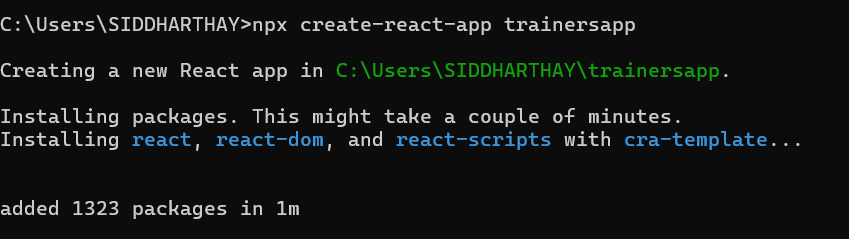 C:\Users\SIDDHARTHAY>npx create-react-app trainersapp
Creating a new React app in C:\Users\SIDDHARTHAY\trainersapp.
Installing packages. This might take a couple of minutes.
Installing react, react-dom, and react-scripts with cra-template...
added 1323 packages in 1m